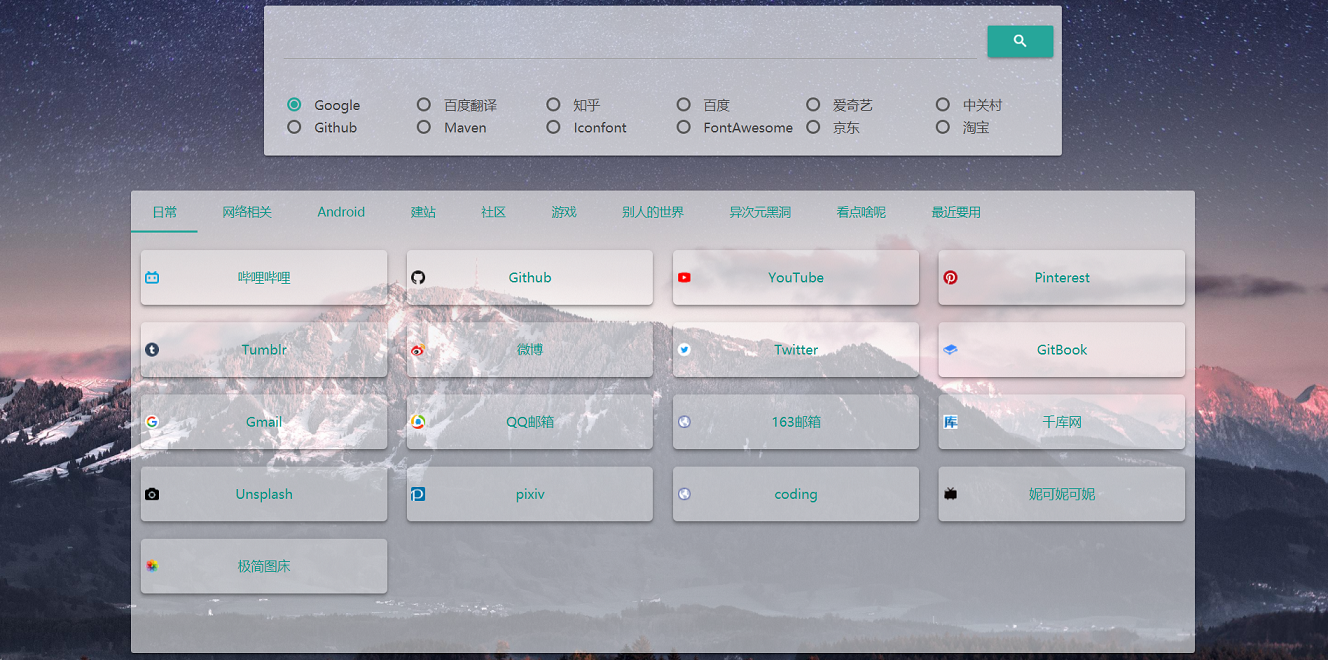 Google 百度翻译 知乎 百度 爱奇艺 中关村
Github Maven Iconfont FontAwesome 京东 淘宝
日常 网络相关 Android 建站 社区 游戏 别人的世界 异次元黑洞 看点啥呢 最近要用
哔哩哔哩 Github YouTube Pinterest
Tumblr 微博 Twitter GitBook
Gmail QQ邮箱 163邮箱 千库网
Unsplash pixiv coding 妮可妮可妮
极简图床